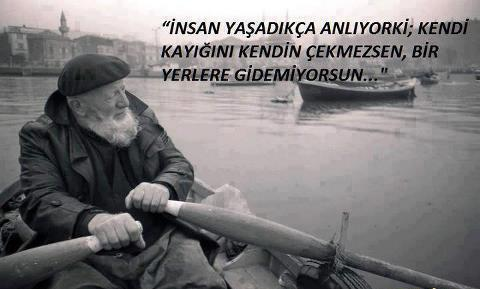 “İNSAN YAŞADIKÇA ANLIYORKİ; KENDİ
KAYIĞINI KENDİN ÇEKMEZSEN, BİR
YERLERE GİDEMİYORSUN..."